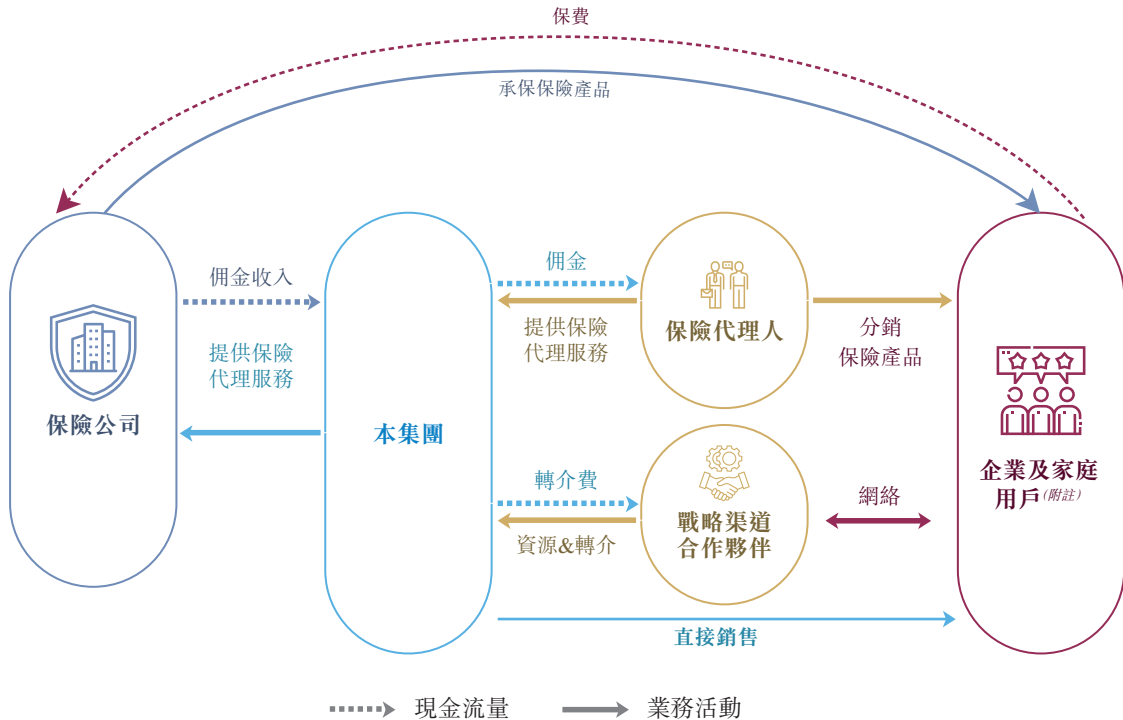 保費
承保保險產品
佣金收入
提供保險
代理服務
保險公司
本集團
佣金
提供保險
代理服務
保險代理人
分銷
保險產品
轉介費
資源&轉介
戰略渠道
合作夥伴
網絡
企業及家庭
用戶(附註)
直接銷售
現金流量
業務活動